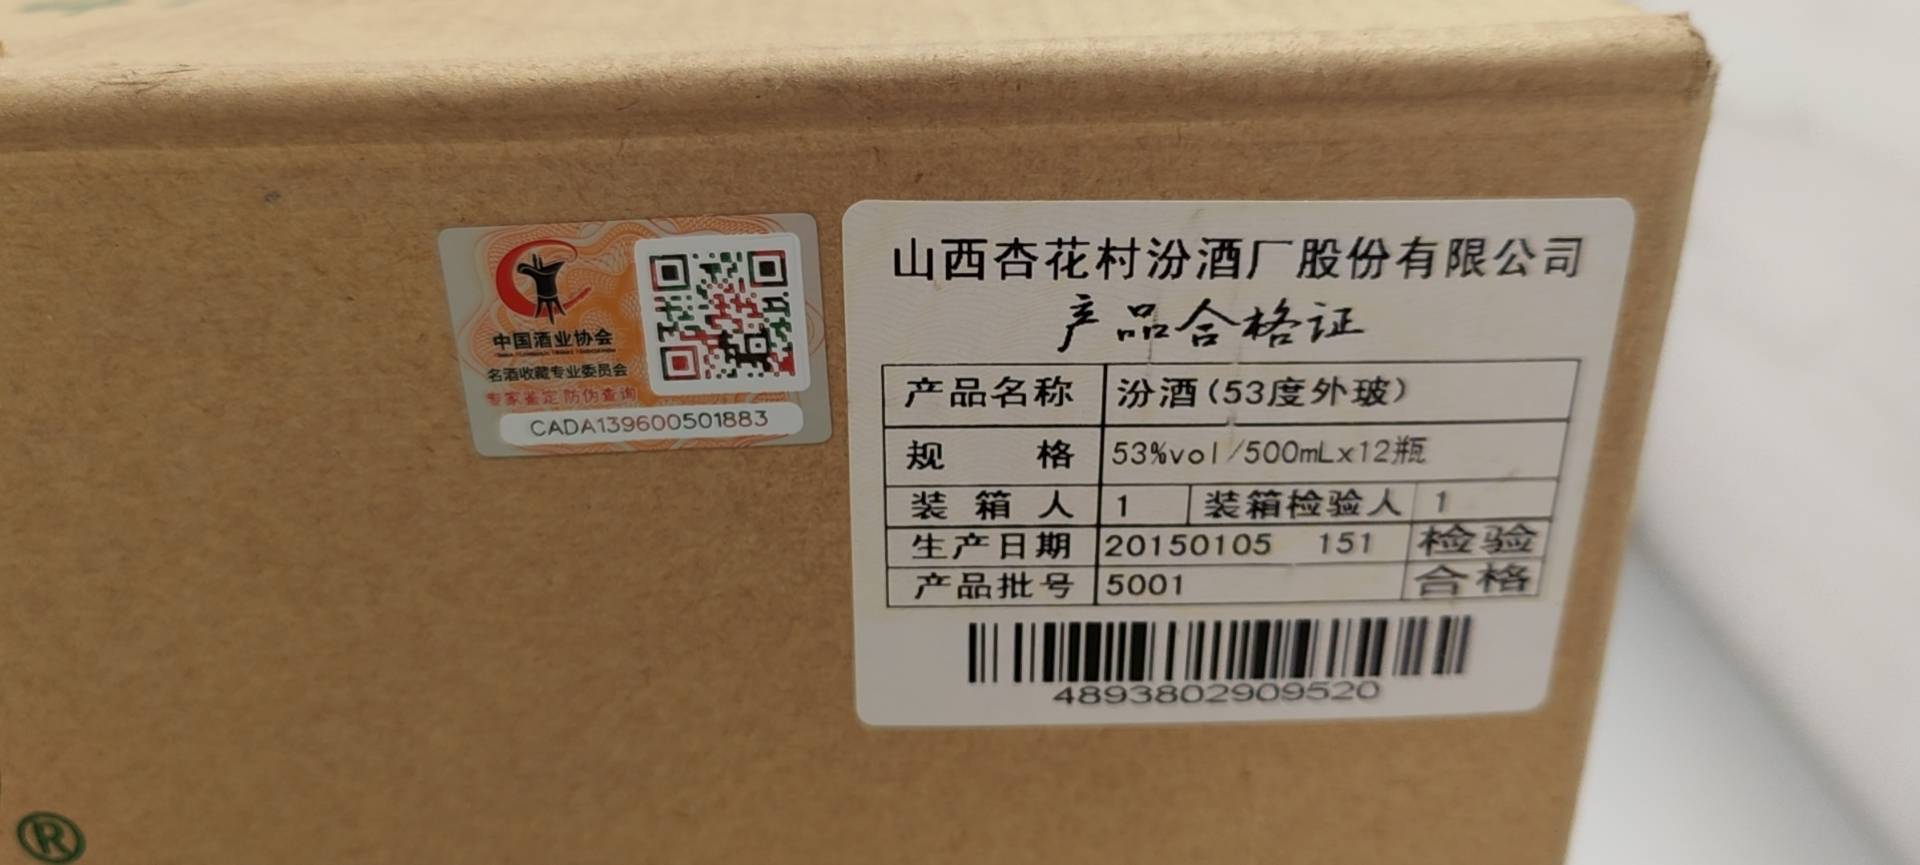 中国酒业协会
名酒收藏专业委员会
专家鉴定 防伪查询
CADA139600501883
山西杏花村汾酒厂股份有限公司
产品合格证
产品名称 汾酒(53度外玻)
规 格 53%vol/500mLx12瓶
装 箱 人 1 装箱检验人 1
生产日期 20150105 151 检验
产品批号 5001 合格
4893802909520
®